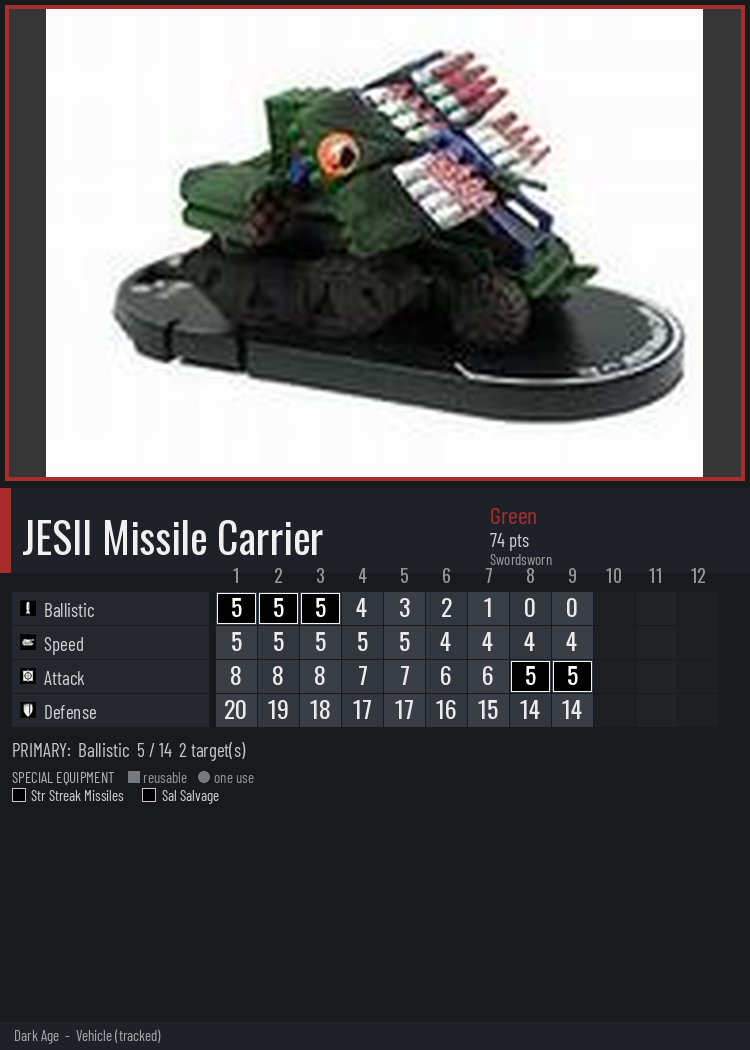 JESII Missile Carrier
Green
74 pts
Swordsworn
1 2 3 4 5 6 7 8 9 10 11 12
Ballistic 5 5 5 4 3 2 1 0 0
Speed 5 5 5 5 5 4 4 4 4
Attack 8 8 8 7 7 6 6 5 5
Defense 20 19 18 17 17 16 15 14 14
PRIMARY: Ballistic 5 / 14 2 target(s)
SPECIAL EQUIPMENT reusable one use
Str Streak Missiles Sal Salvage
Dark Age - Vehicle (tracked)